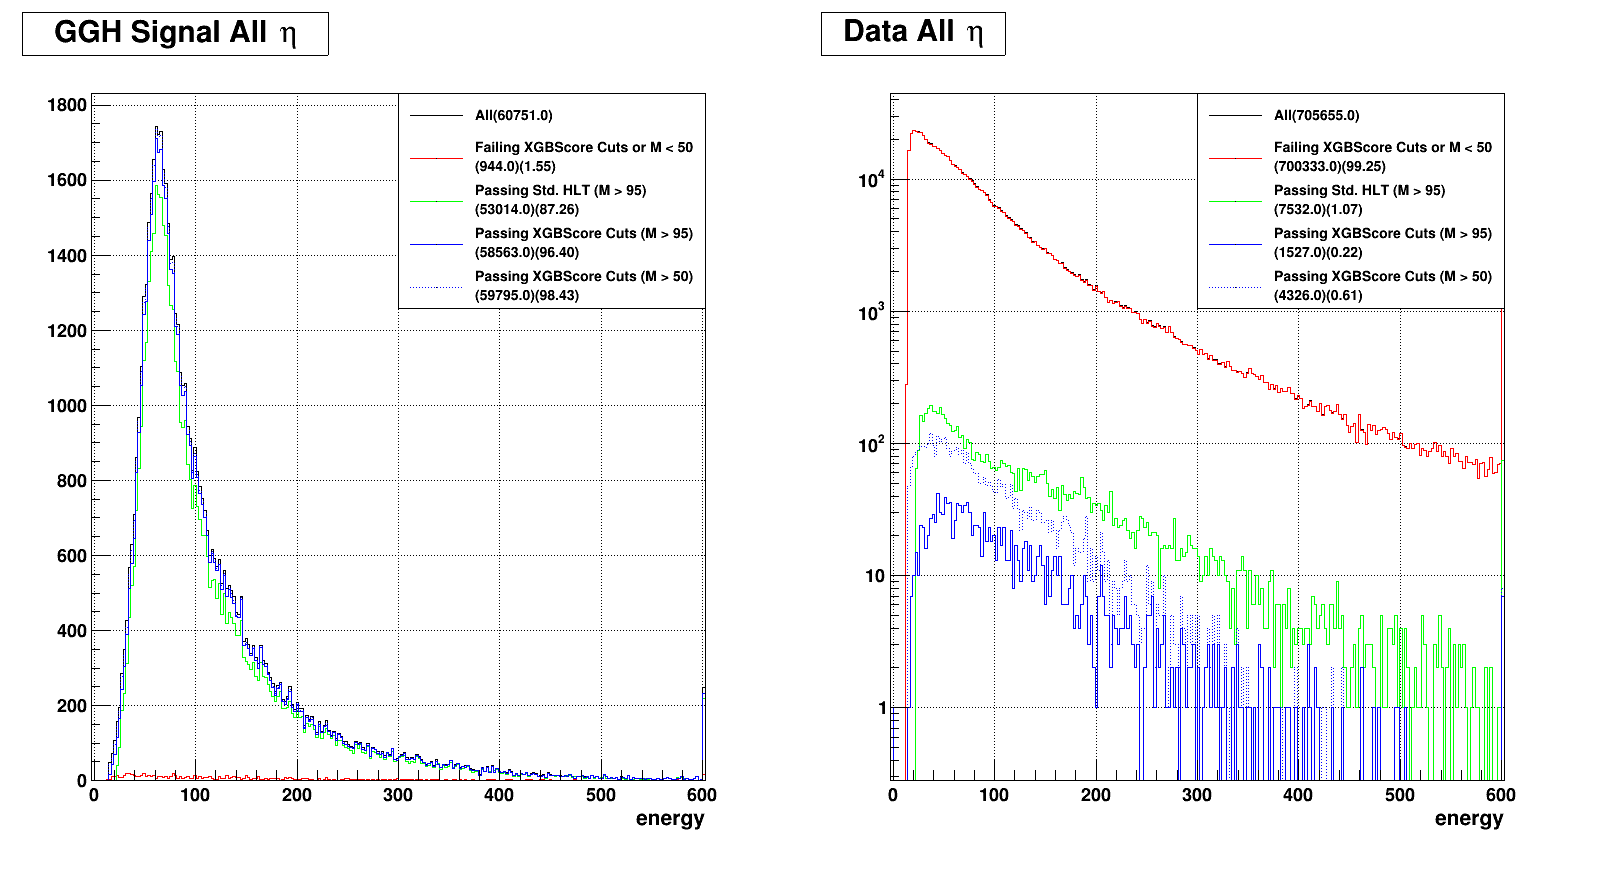 GGH Signal All η
1800
1600
1400
1200
1000
800
600
400
200
0
0 100 200 300 400 500 600
energy
All(60751.0)
Failing XGBScore Cuts or M < 50
(944.0)(1.55)
Passing Std. HLT (M > 95)
(53014.0)(87.26)
Passing XGBScore Cuts (M > 95)
(58563.0)(96.40)
Passing XGBScore Cuts (M > 50)
(59795.0)(98.43)
Data All η
10⁴
10³
10²
10
1
0 100 200 300 400 500 600
energy
All(705655.0)
Failing XGBScore Cuts or M < 50
(700333.0)(99.25)
Passing Std. HLT (M > 95)
(7532.0)(1.07)
Passing XGBScore Cuts (M > 95)
(1527.0)(0.22)
Passing XGBScore Cuts (M > 50)
(4326.0)(0.61)